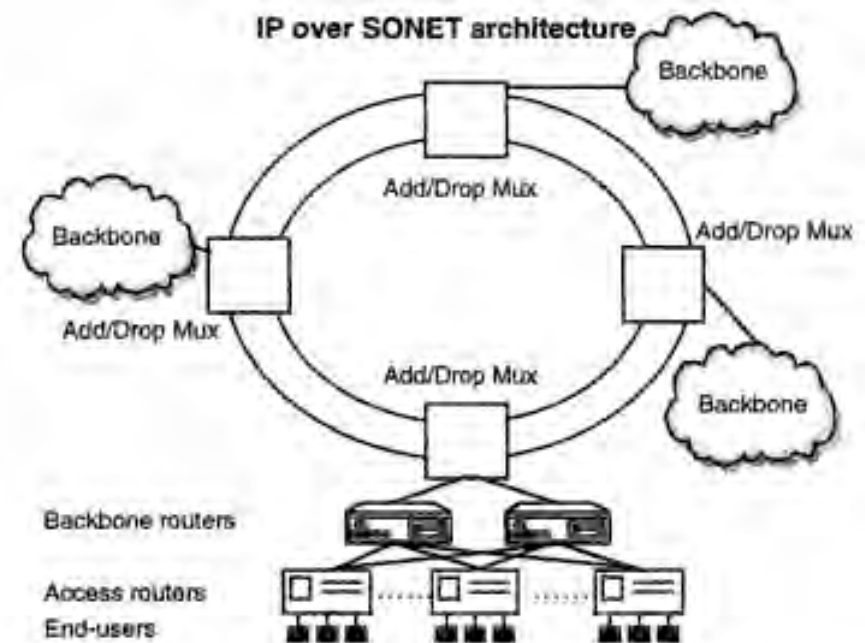 IP over SONET architecture
Backbone
Add/Drop Mux
Add/Drop Mux
Backbone
Add/Drop Mux
Add/Drop Mux
Backbone
Backbone routers
Access routers
End-users